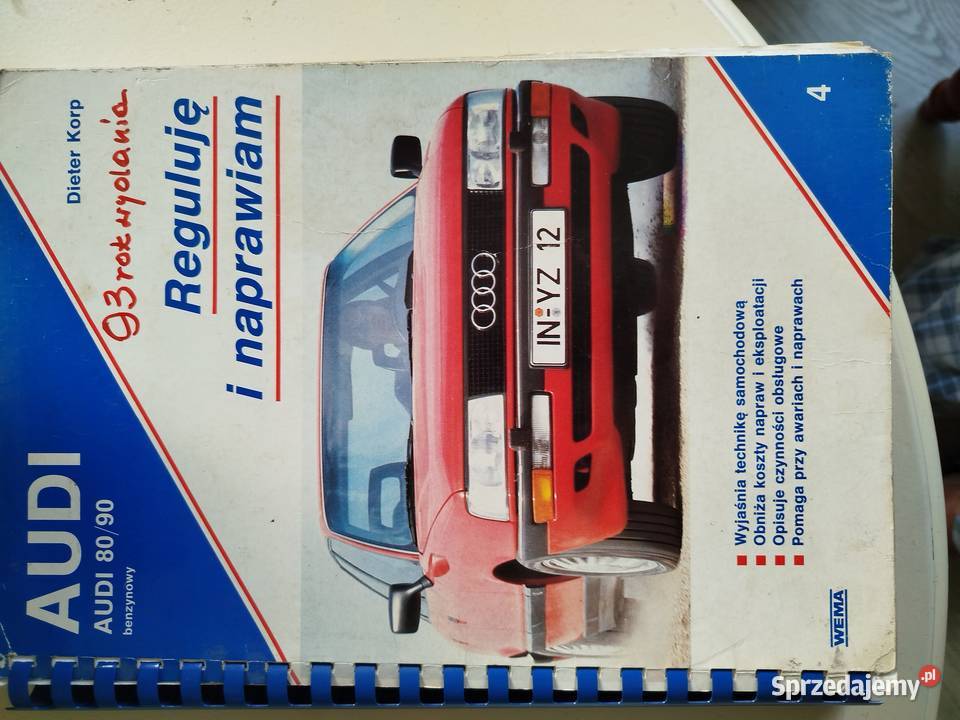 AUDI
AUDI 80/90
benzynowy
Dieter Korp
93 rok wydania
Reguluję
i naprawiam
IN-YZ 12
Wyjaśnia technikę samochodową
Obniża koszty napraw i eksploatacji
Opisuje czynności obsługowe
Pomaga przy awariach i naprawach
WEMA
4
Sprzedajemy.pl